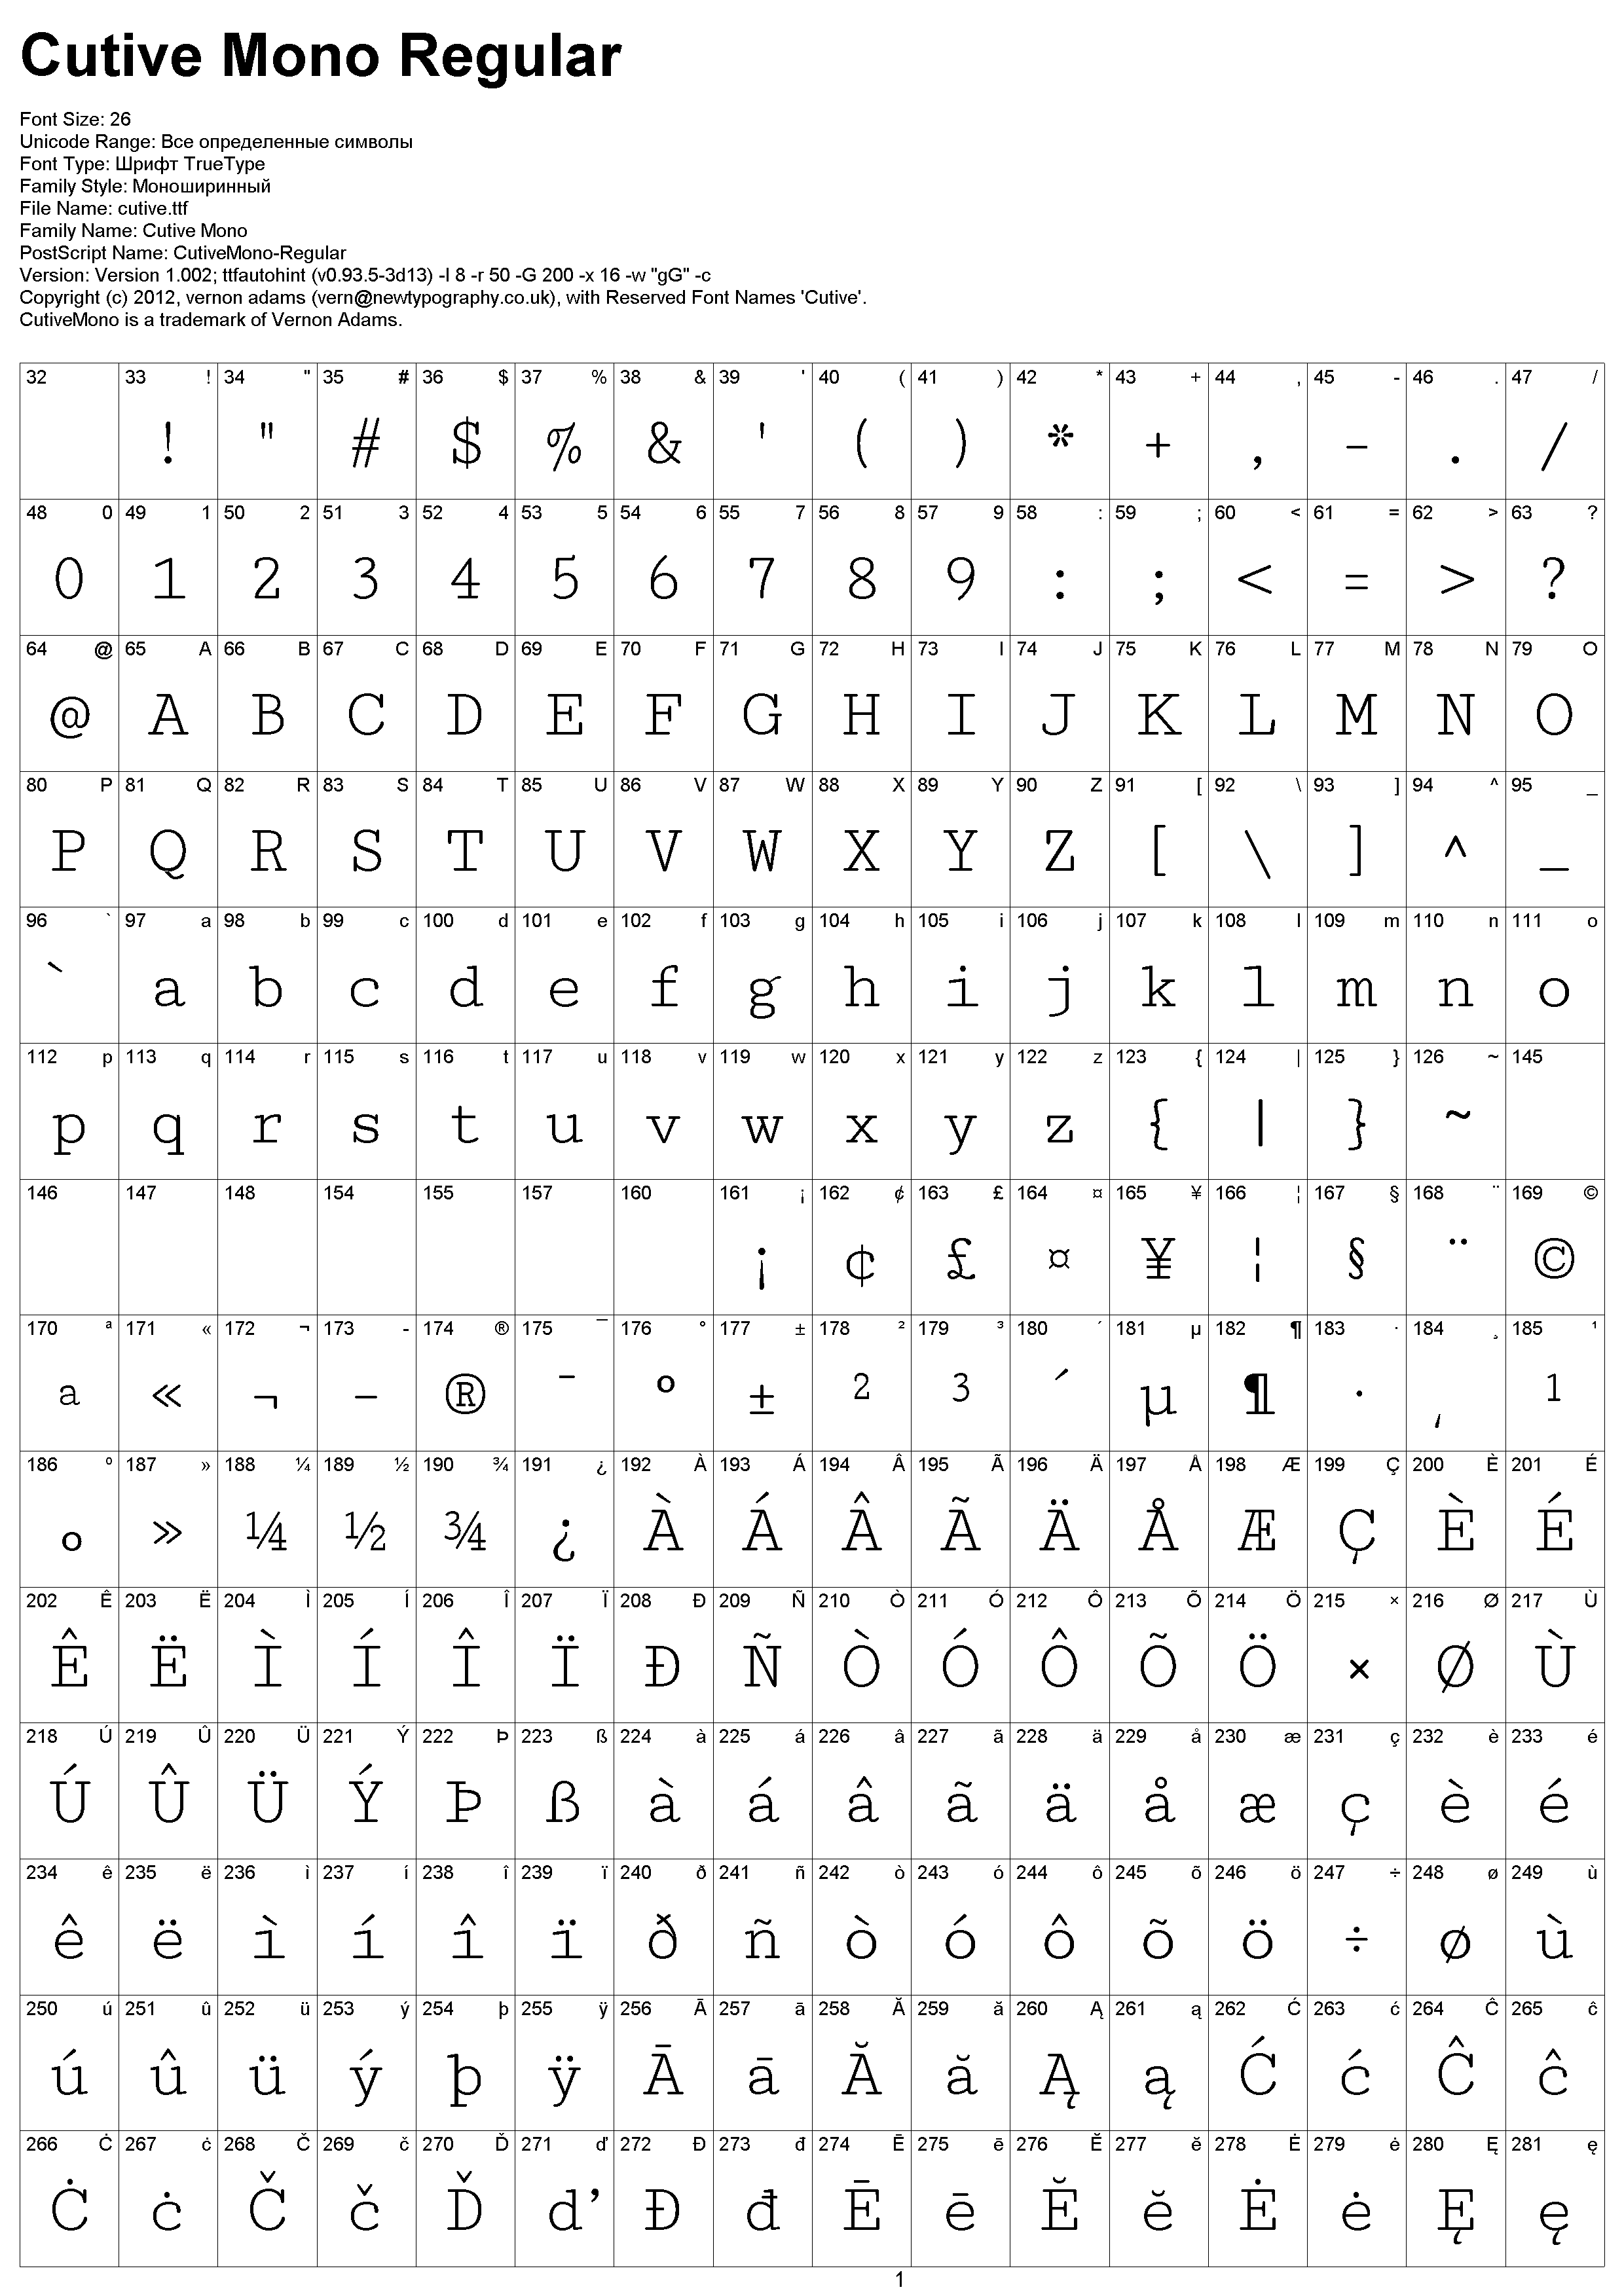 Cutive Mono Regular
Font Size: 26
Unicode Range: Все определенные символы
Font Type: Шрифт TrueType
Family Style: Моноширинный
File Name: cutive.ttf
Family Name: Cutive Mono
PostScript Name: CutiveMono-Regular
Version: Version 1.002; ttfautohint (v0.93.5-3d13) -l 8 -r 50 -G 200 -x 16 -w "gG" -c
Copyright (c) 2012, vernon adams (vern@newtypography.co.uk), with Reserved Font Names 'Cutive'.
CutiveMono is a trademark of Vernon Adams.
32 33 ! 34 " 35 # 36 $ 37 % 38 & 39 ' 40 ( 41 ) 42 * 43 + 44 , 45 - 46 . 47 /
! " # $ % & ' ( ) * + , - . /
48 0 49 1 50 2 51 3 52 4 53 5 54 6 55 7 56 8 57 9 58 : 59 ; 60 < 61 = 62 > 63 ?
0 1 2 3 4 5 6 7 8 9 : ; < = > ?
64 @ 65 A 66 B 67 C 68 D 69 E 70 F 71 G 72 H 73 I 74 J 75 K 76 L 77 M 78 N 79 O
@ A B C D E F G H I J K L M N O
80 P 81 Q 82 R 83 S 84 T 85 U 86 V 87 W 88 X 89 Y 90 Z 91 [ 92 \ 93 ] 94 ^ 95 _
P Q R S T U V W X Y Z [ \ ] ^ _
96 ` 97 a 98 b 99 c 100 d 101 e 102 f 103 g 104 h 105 i 106 j 107 k 108 l 109 m 110 n 111 o
` a b c d e f g h i j k l m n o
112 p 113 q 114 r 115 s 116 t 117 u 118 v 119 w 120 x 121 y 122 z 123 { 124 | 125 } 126 ~ 145
p q r s t u v w x y z { | } ~
146 147 148 154 155 157 160 161 ¡ 162 ¢ 163 £ 164 ¤ 165 ¥ 166 ¦ 167 § 168 ¨ 169 ©
¡ ¢ £ ¤ ¥ ¦ § ¨ ©
170 ª 171 « 172 ¬ 173 - 174 ® 175 ¯ 176 ° 177 ± 178 ² 179 ³ 180 ´ 181 µ 182 ¶ 183 · 184 ¸ 185 ¹
ª « ¬ - ® ¯ ° ± ² ³ ´ µ ¶ · ¸ ¹
186 º 187 » 188 ¼ 189 ½ 190 ¾ 191 ¿ 192 À 193 Á 194 Â 195 Ã 196 Ä 197 Å 198 Æ 199 Ç 200 È 201 É
º » ¼ ½ ¾ ¿ À Á Â Ã Ä Å Æ Ç È É
202 Ê 203 Ë 204 Ì 205 Í 206 Î 207 Ï 208 Ð 209 Ñ 210 Ò 211 Ó 212 Ô 213 Õ 214 Ö 215 × 216 Ø 217 Ù
Ê Ë Ì Í Î Ï Ð Ñ Ò Ó Ô Õ Ö × Ø Ù
218 Ú 219 Û 220 Ü 221 Ý 222 Þ 223 ß 224 à 225 á 226 â 227 ã 228 ä 229 å 230 æ 231 ç 232 è 233 é
Ú Û Ü Ý Þ ß à á â ã ä å æ ç è é
234 ê 235 ë 236 ì 237 í 238 î 239 ï 240 ð 241 ñ 242 ò 243 ó 244 ô 245 õ 246 ö 247 ÷ 248 ø 249 ù
ê ë ì í î ï ð ñ ò ó ô õ ö ÷ ø ù
250 ú 251 û 252 ü 253 ý 254 þ 255 ÿ 256 Ā 257 ā 258 Ă 259 ă 260 Ą 261 ą 262 Ć 263 ć 264 Ĉ 265 ĉ
ú û ü ý þ ÿ Ā ā Ă ă Ą ą Ć ć Ĉ ĉ
266 Ċ 267 ċ 268 Č 269 č 270 Ď 271 ď 272 Đ 273 đ 274 Ē 275 ē 276 Ĕ 277 ĕ 278 Ė 279 ė 280 Ę 281 ę
Ċ ċ Č č Ď ď Đ đ Ē ē Ĕ ĕ Ė ė Ę ę
1